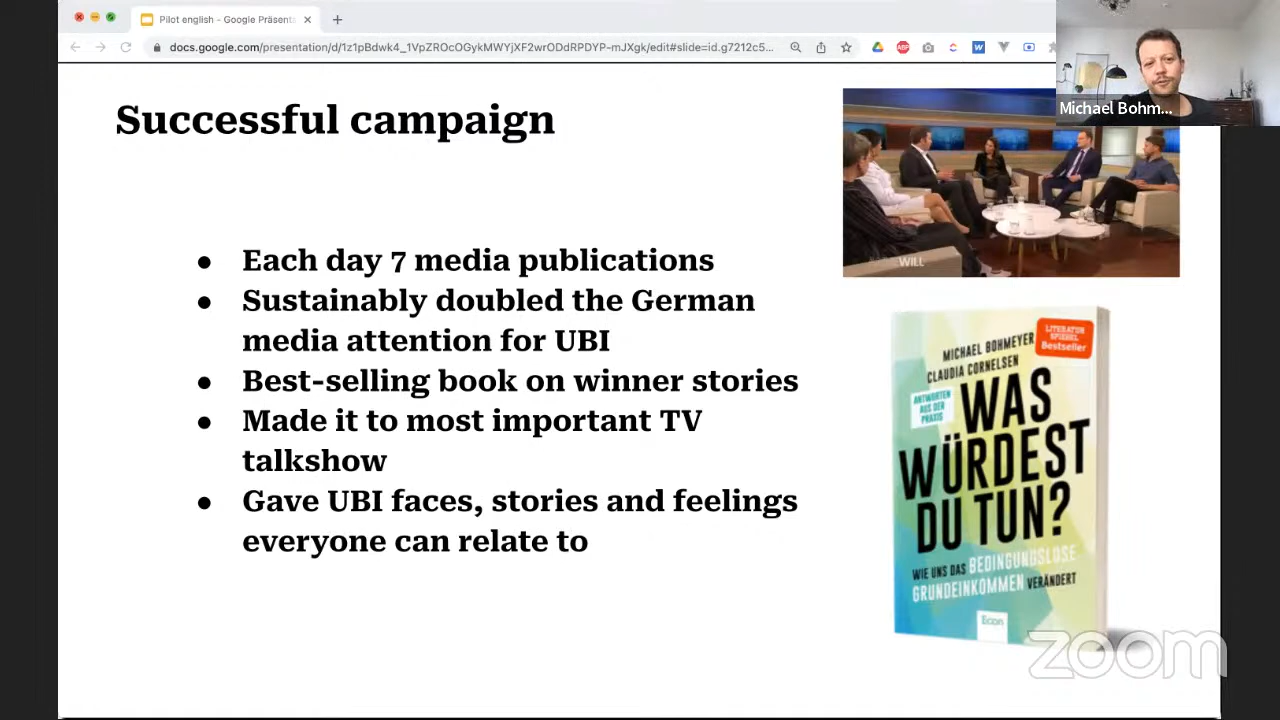 Pilot english - Google Präsenta
docs.google.com/presentation/d/1z1pBdwk4_1VpZROcOGykMWYjXF2wrODdRPDYP-mJXgk/edit#slide=id.g7212c5...
ABP
W
Michael Bohm...
Successful campaign
WILL
● Each day 7 media publications
● Sustainably doubled the German
media attention for UBI
● Best-selling book on winner stories
● Made it to most important TV
talkshow
● Gave UBI faces, stories and feelings
everyone can relate to
LITERATUR
SPIEGEL
Bestseller
MICHAEL BOHMEYER
CLAUDIA CORNELSEN
ANTWORTEN
AUS DER
PRAXIS
WAS
WÜRDEST
DU TUN?
WIE UNS DAS BEDINGUNGSLOSE
GRUNDEINKOMMEN VERÄNDERT
Econ
zoom